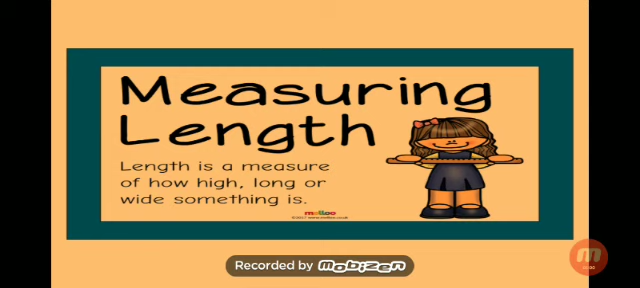 Measuring
Length
Length is a measure
of how high, long or
wide something is.
Recorded by MOBIZEN